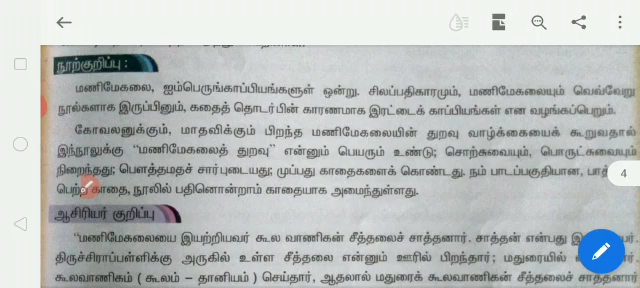 நூற்குறிப்பு :
மணிமேகலை, ஐம்பெருங்காப்பியங்களுள் ஒன்று. சிலப்பதிகாரமும், மணிமேகலையும் வெவ்வேறு
நூல்களாக இருப்பினும், கதைத் தொடர்பின் காரணமாக இரட்டைக் காப்பியங்கள் என வழங்கப்பெறும்.
கோவலனுக்கும், மாதவிக்கும் பிறந்த மணிமேகலையின் துறவு வாழ்க்கையைக் கூறுவதால்
இந்நூலுக்கு “மணிமேகலைத் துறவு” என்னும் பெயரும் உண்டு; சொற்சுவையும், பொருட்சுவையும்
நிறைந்தது; பௌத்தமதச் சார்புடையது; முப்பது காதைகளைக் கொண்டது. நம் பாடப்பகுதியான,
பெற்ற காதை, நூலில் பதினொன்றாம் காதையாக அமைந்துள்ளது.
4
ஆசிரியர் குறிப்பு
“மணிமேகலையை இயற்றியவர் கூல வாணிகன் சீத்தலைச் சாத்தனார். சாத்தன் என்பது
திருச்சிராப்பள்ளிக்கு அருகில் உள்ள சீத்தலை என்னும் ஊரில் பிறந்தார்; மதுரையில்
கூலவாணிகம் ( கூலம் – தானியம் ) செய்தார், ஆதலால் மதுரைக் கூலவாணிகன் சீத்தலைச் சாத்தனார்